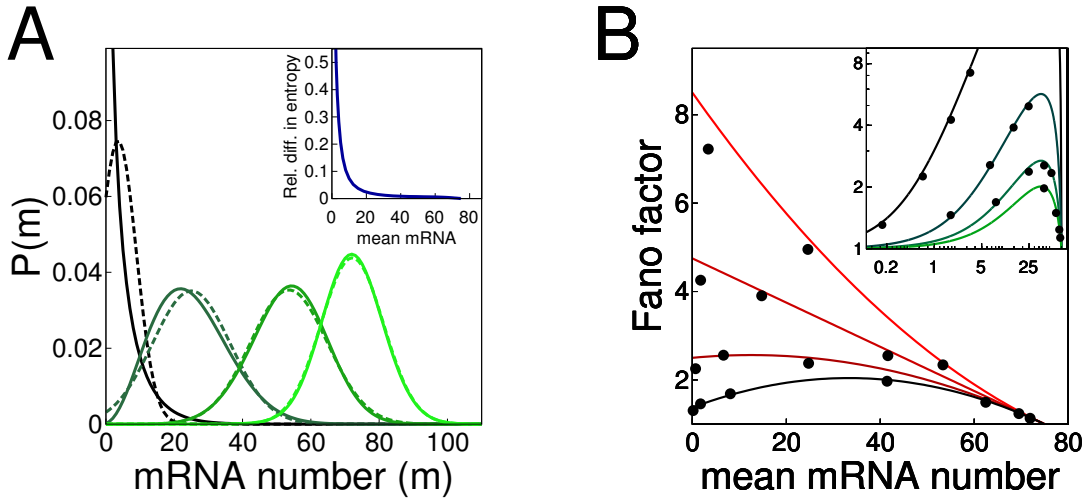 A
P(m)
0.08
0.06
0.04
0.02
0
0 20 40 60 80 100
mRNA number (m)
Rel. diff. in entropy
0.5
0.4
0.3
0.2
0.1
0
0 20 40 60 80
mean mRNA
B
Fano factor
8
6
4
2
0 20 40 60 80
mean mRNA number
8
4
2
1
0.2 1 5 25